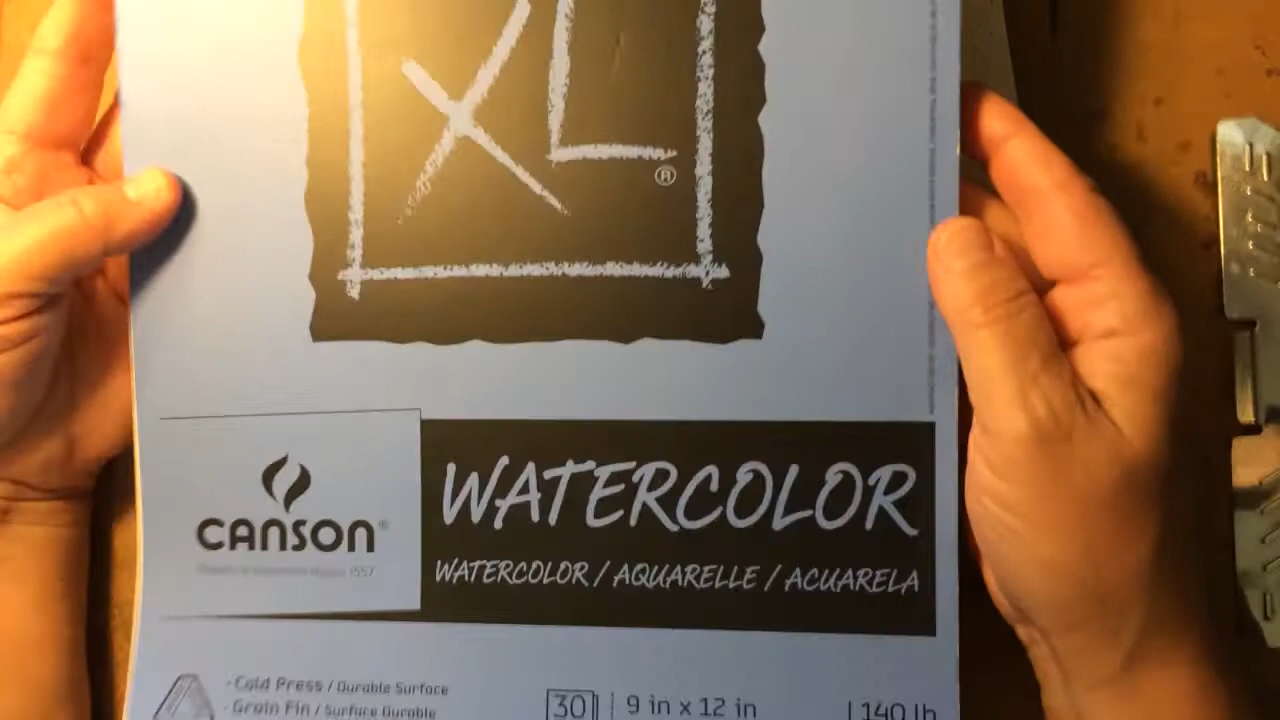 XL®
WATERCOLOR
CANSON®
1557
WATERCOLOR / AQUARELLE / ACUARELA
- Cold Press / Durable Surface
- Grain Fin / Surface Durable
30
9 in x 12 in
140 lb